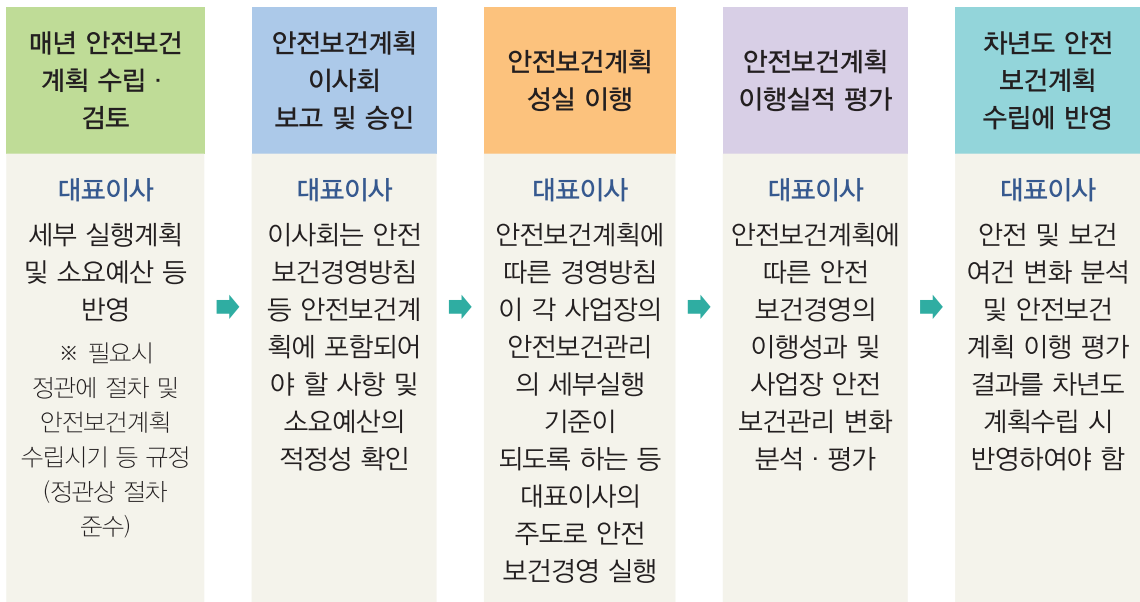 매년 안전보건
계획 수립 ·
검토
대표이사
세부 실행계획
및 소요예산 등
반영
※ 필요시
정관에 절차 및
안전보건계획
수립시기 등 규정
(정관상 절차
준수)
안전보건계획
이사회
보고 및 승인
대표이사
이사회는 안전
보건경영방침
등 안전보건계
획에 포함되어
야 할 사항 및
소요예산의
적정성 확인
안전보건계획
성실 이행
대표이사
안전보건계획에
따른 경영방침
이 각 사업장의
안전보건관리
의 세부실행
기준이
되도록 하는 등
대표이사의
주도로 안전
보건경영 실행
안전보건계획
이행실적 평가
대표이사
안전보건계획에
따른 안전
보건경영의
이행성과 및
사업장 안전
보건관리 변화
분석 · 평가
차년도 안전
보건계획
수립에 반영
대표이사
안전 및 보건
여건 변화 분석
및 안전보건
계획 이행 평가
결과를 차년도
계획수립 시
반영하여야 함